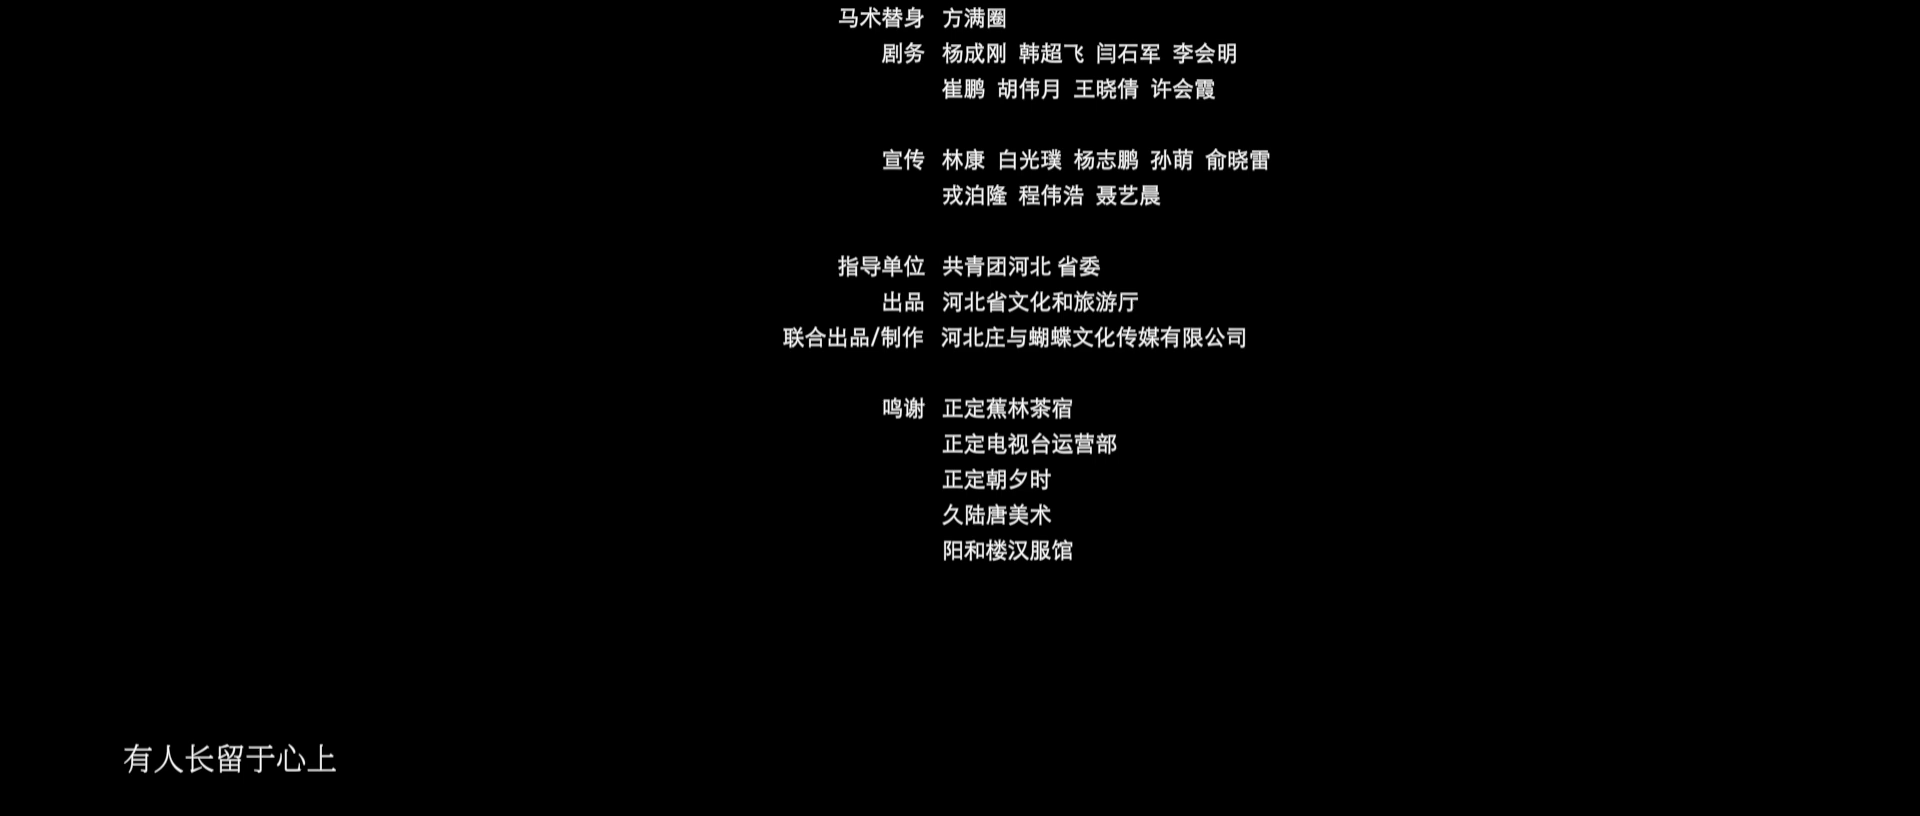 马术替身 方满圈
剧务 杨成刚 韩超飞 闫石军 李会明
崔鹏 胡伟月 王晓倩 许会霞
宣传 林康 白光璞 杨志鹏 孙萌 俞晓雷
戎泊隆 程伟浩 聂艺晨
指导单位 共青团河北 省委
出品 河北省文化和旅游厅
联合出品/制作 河北庄与蝴蝶文化传媒有限公司
鸣谢 正定蕉林茶宿
正定电视台运营部
正定朝夕时
久陆唐美术
阳和楼汉服馆
有人长留于心上